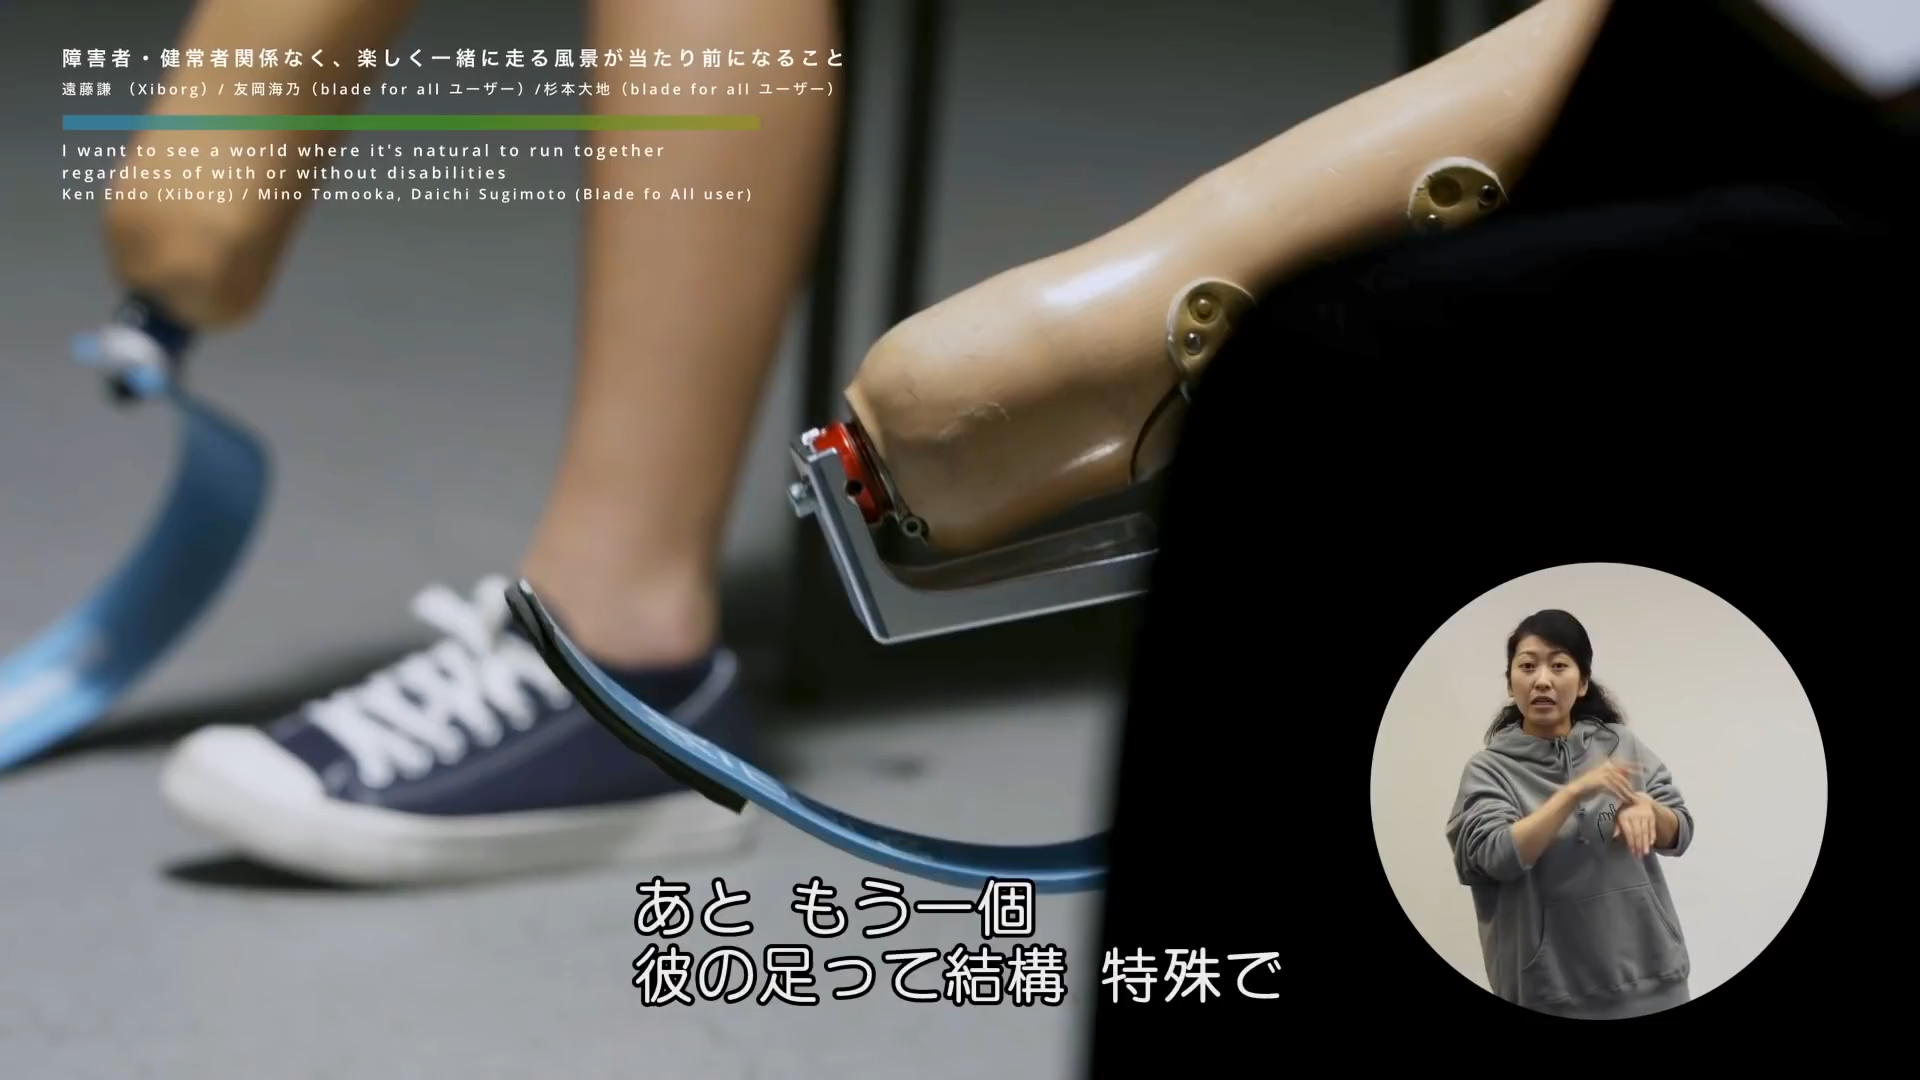 障害者・健常者関係なく、楽しく一緒に走る風景が当たり前になること
遠藤謙 （Xiborg）/ 友岡海乃（blade for all ユーザー）/杉本大地（blade for all ユーザー）
I want to see a world where it's natural to run together
regardless of with or without disabilities
Ken Endo (Xiborg) / Mino Tomooka, Daichi Sugimoto (Blade fo All user)
あと もう一個
彼の足って結構 特殊で